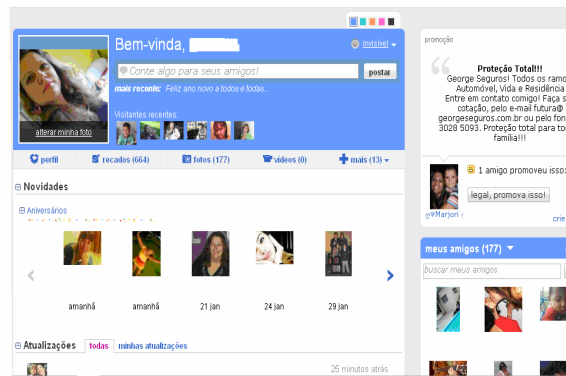 Bem-vinda,
invisível
Conte algo para seus amigos!
postar
mais recente: Feliz ano novo a todos e todas...
Visitantes recentes:
alterar minha foto
perfil
recados (664)
fotos (177)
vídeos (0)
mais (13)
Novidades
Aniversários
amanhã
amanhã
21 jan
24 jan
29 jan
Atualizações
todas
minhas atualizações
25 minutos atrás
promoção
Proteção Total!!!
George Seguros! Todos os ramo
Automóvel, Vida e Residência
Entre em contato comigo! Faça s
cotação, pelo e-mail futura@
georgeseguros.com.br ou pelo fon
3028 5093. Proteção total para to
família!!!
1 amigo promoveu isso:
legal, promova isso!
Marjori
crie
meus amigos (177)
buscar meus amigos